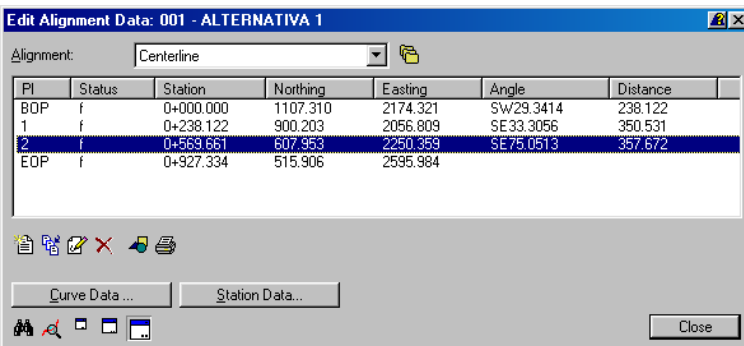 Edit Alignment Data: 001 - ALTERNATIVA 1
Alignment: Centerline
PI Status Station Northing Easting Angle Distance
BOP f 0+000.000 1107.310 2174.321 SW29.3414 238.122
1 f 0+238.122 900.203 2056.809 SE33.3056 350.531
2 f 0+569.661 607.953 2250.359 SE75.0513 357.672
EOP f 0+927.334 515.906 2595.984
Curve Data ... Station Data...
Close